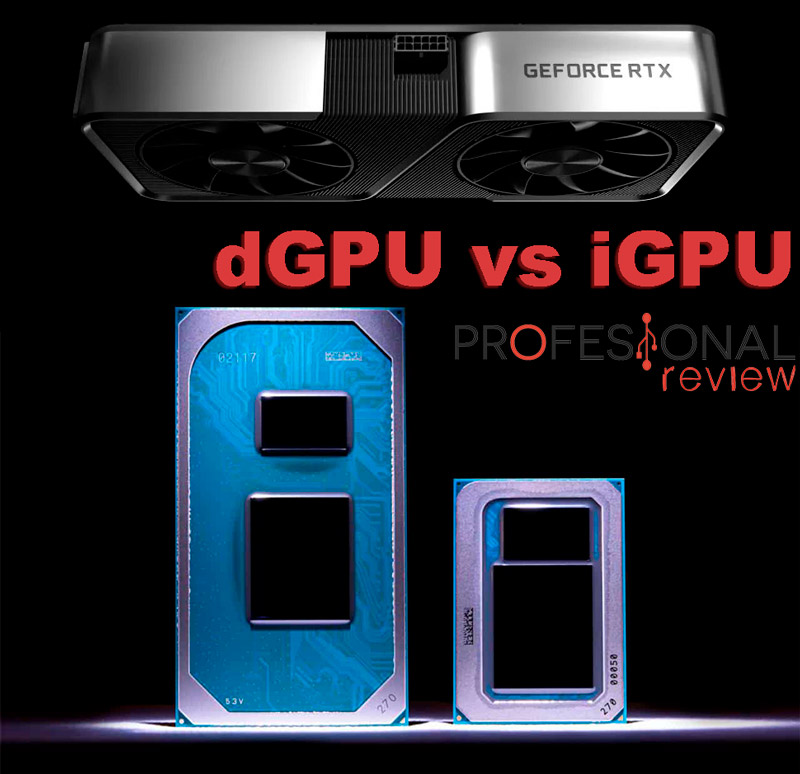 GEFORCE RTX
dGPU vs iGPU
PROFESIONAL
review
02117
53V
270
00050
270